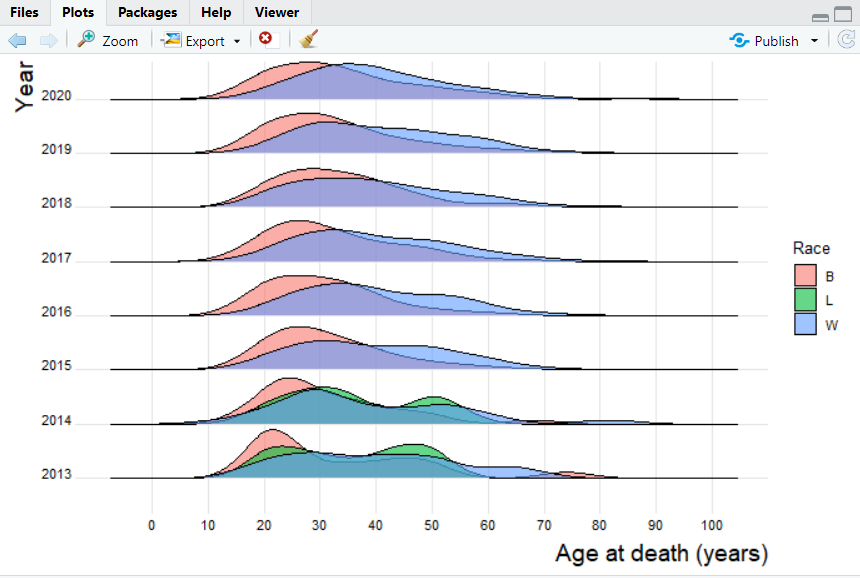 Files Plots Packages Help Viewer
Zoom Export Publish
Year
2020
2019
2018
2017
2016
2015
2014
2013
0 10 20 30 40 50 60 70 80 90 100
Age at death (years)
Race
B
L
W